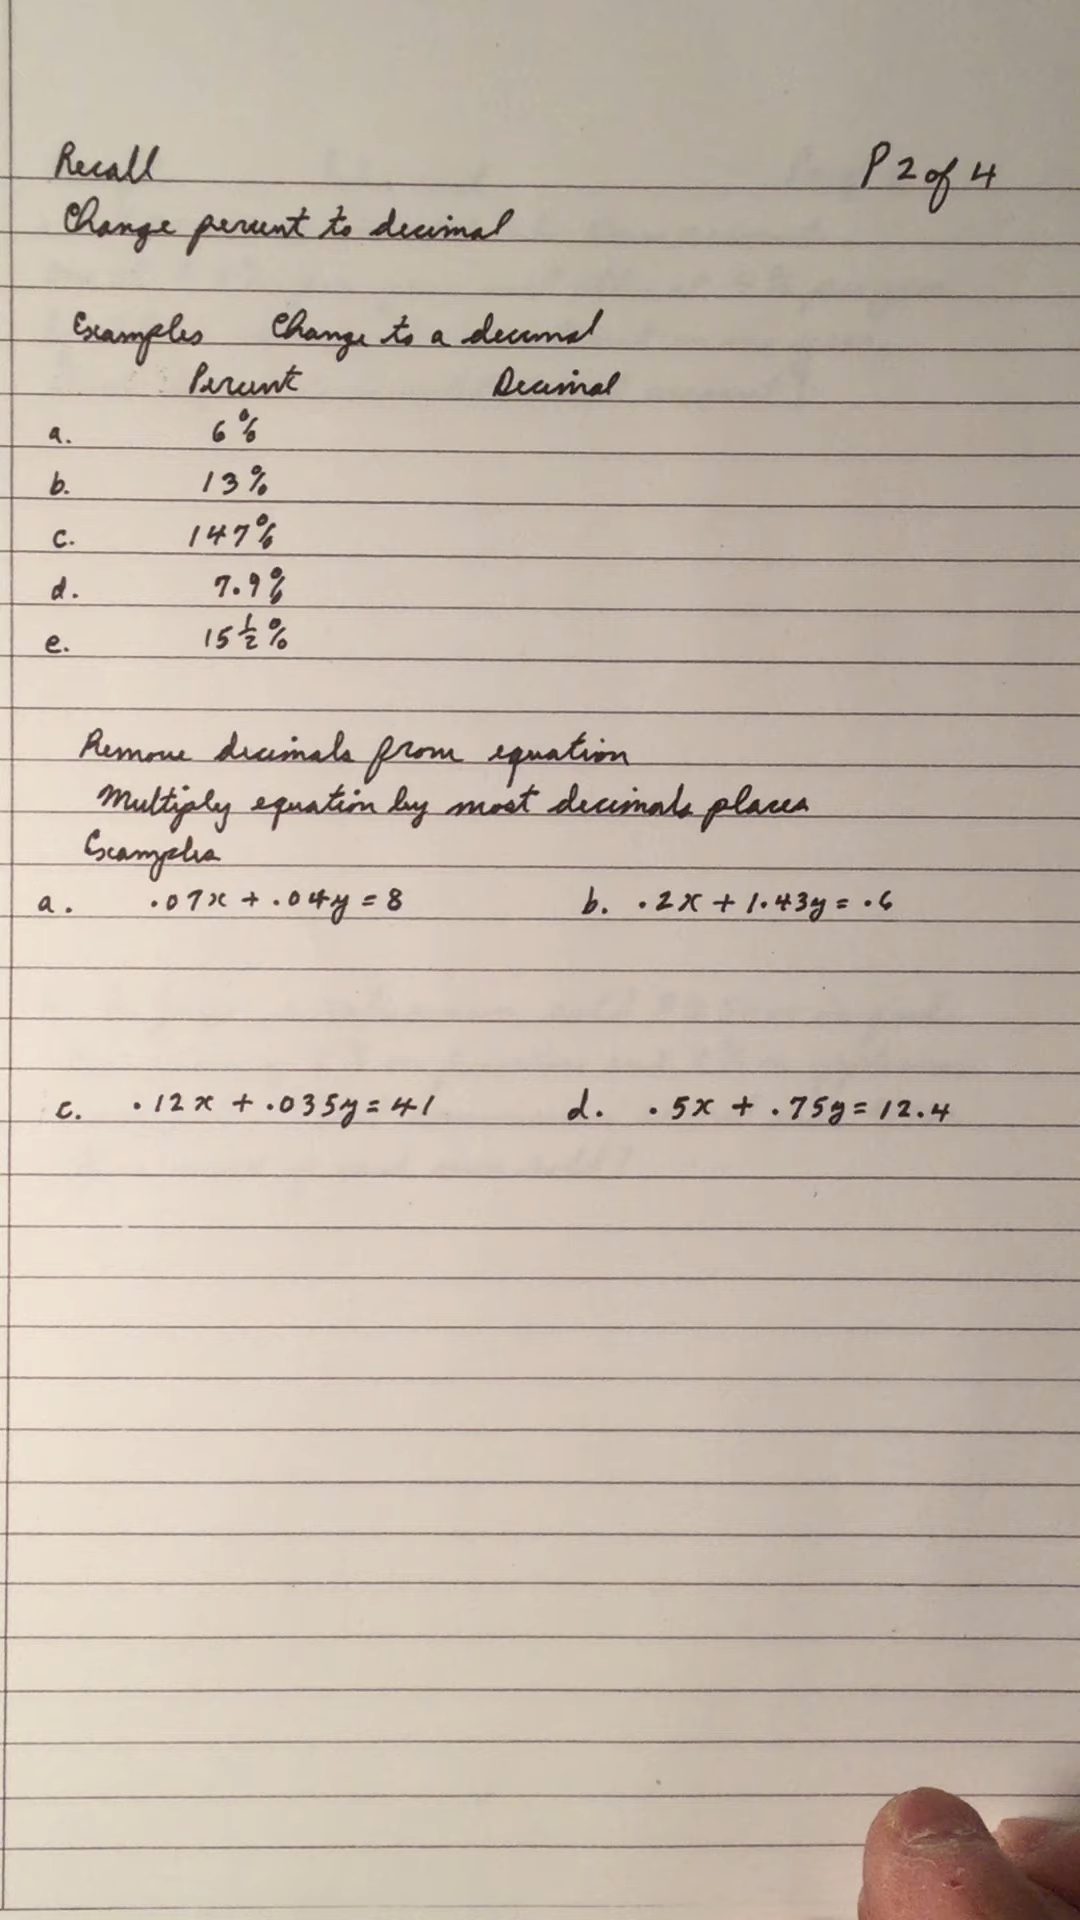 Recall P 2 of 4
Change percent to decimal
Examples Change to a decimal
Percent Decimal
a. 6%
b. 13%
c. 147%
d. 7.9%
e. 15 1/2 %
Remove decimals from equation
Multiply equation by most decimals places
Examples
a. .07x + .04y = 8 b. .2x + 1.43y = .6
c. .12x + .035y = 41 d. .5x + .75y = 12.4